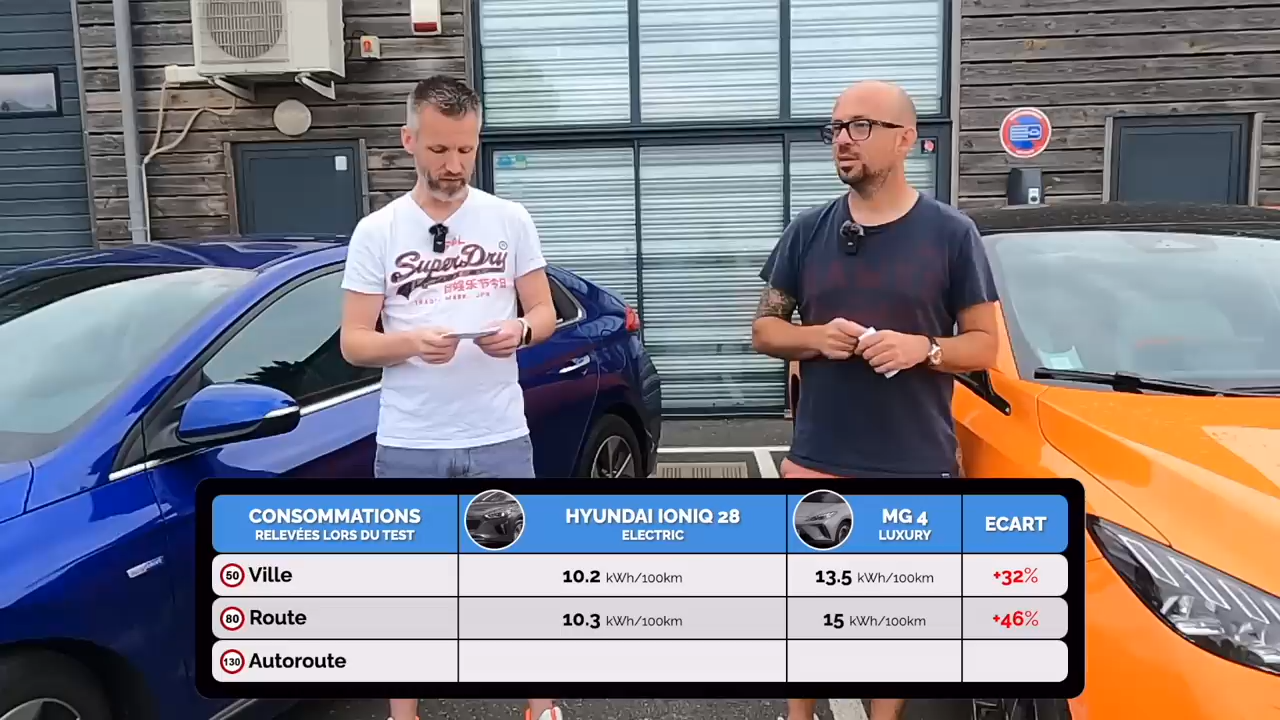 SuperDry
CONSOMMATIONS
RELEVÉES LORS DU TEST
HYUNDAI IONIQ 28
ELECTRIC
MG 4
LUXURY
ECART
50 Ville
10.2 kWh/100km
13.5 kWh/100km
+32%
80 Route
10.3 kWh/100km
15 kWh/100km
+46%
130 Autoroute